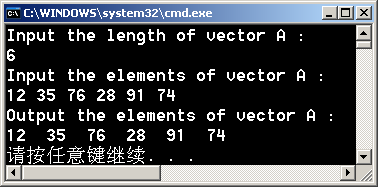 C:\WINDOWS\system32\cmd.exe
Input the length of vector A :
6
Input the elements of vector A :
12 35 76 28 91 74
Output the elements of vector A :
12  35  76  28  91  74
请按任意键继续. . .